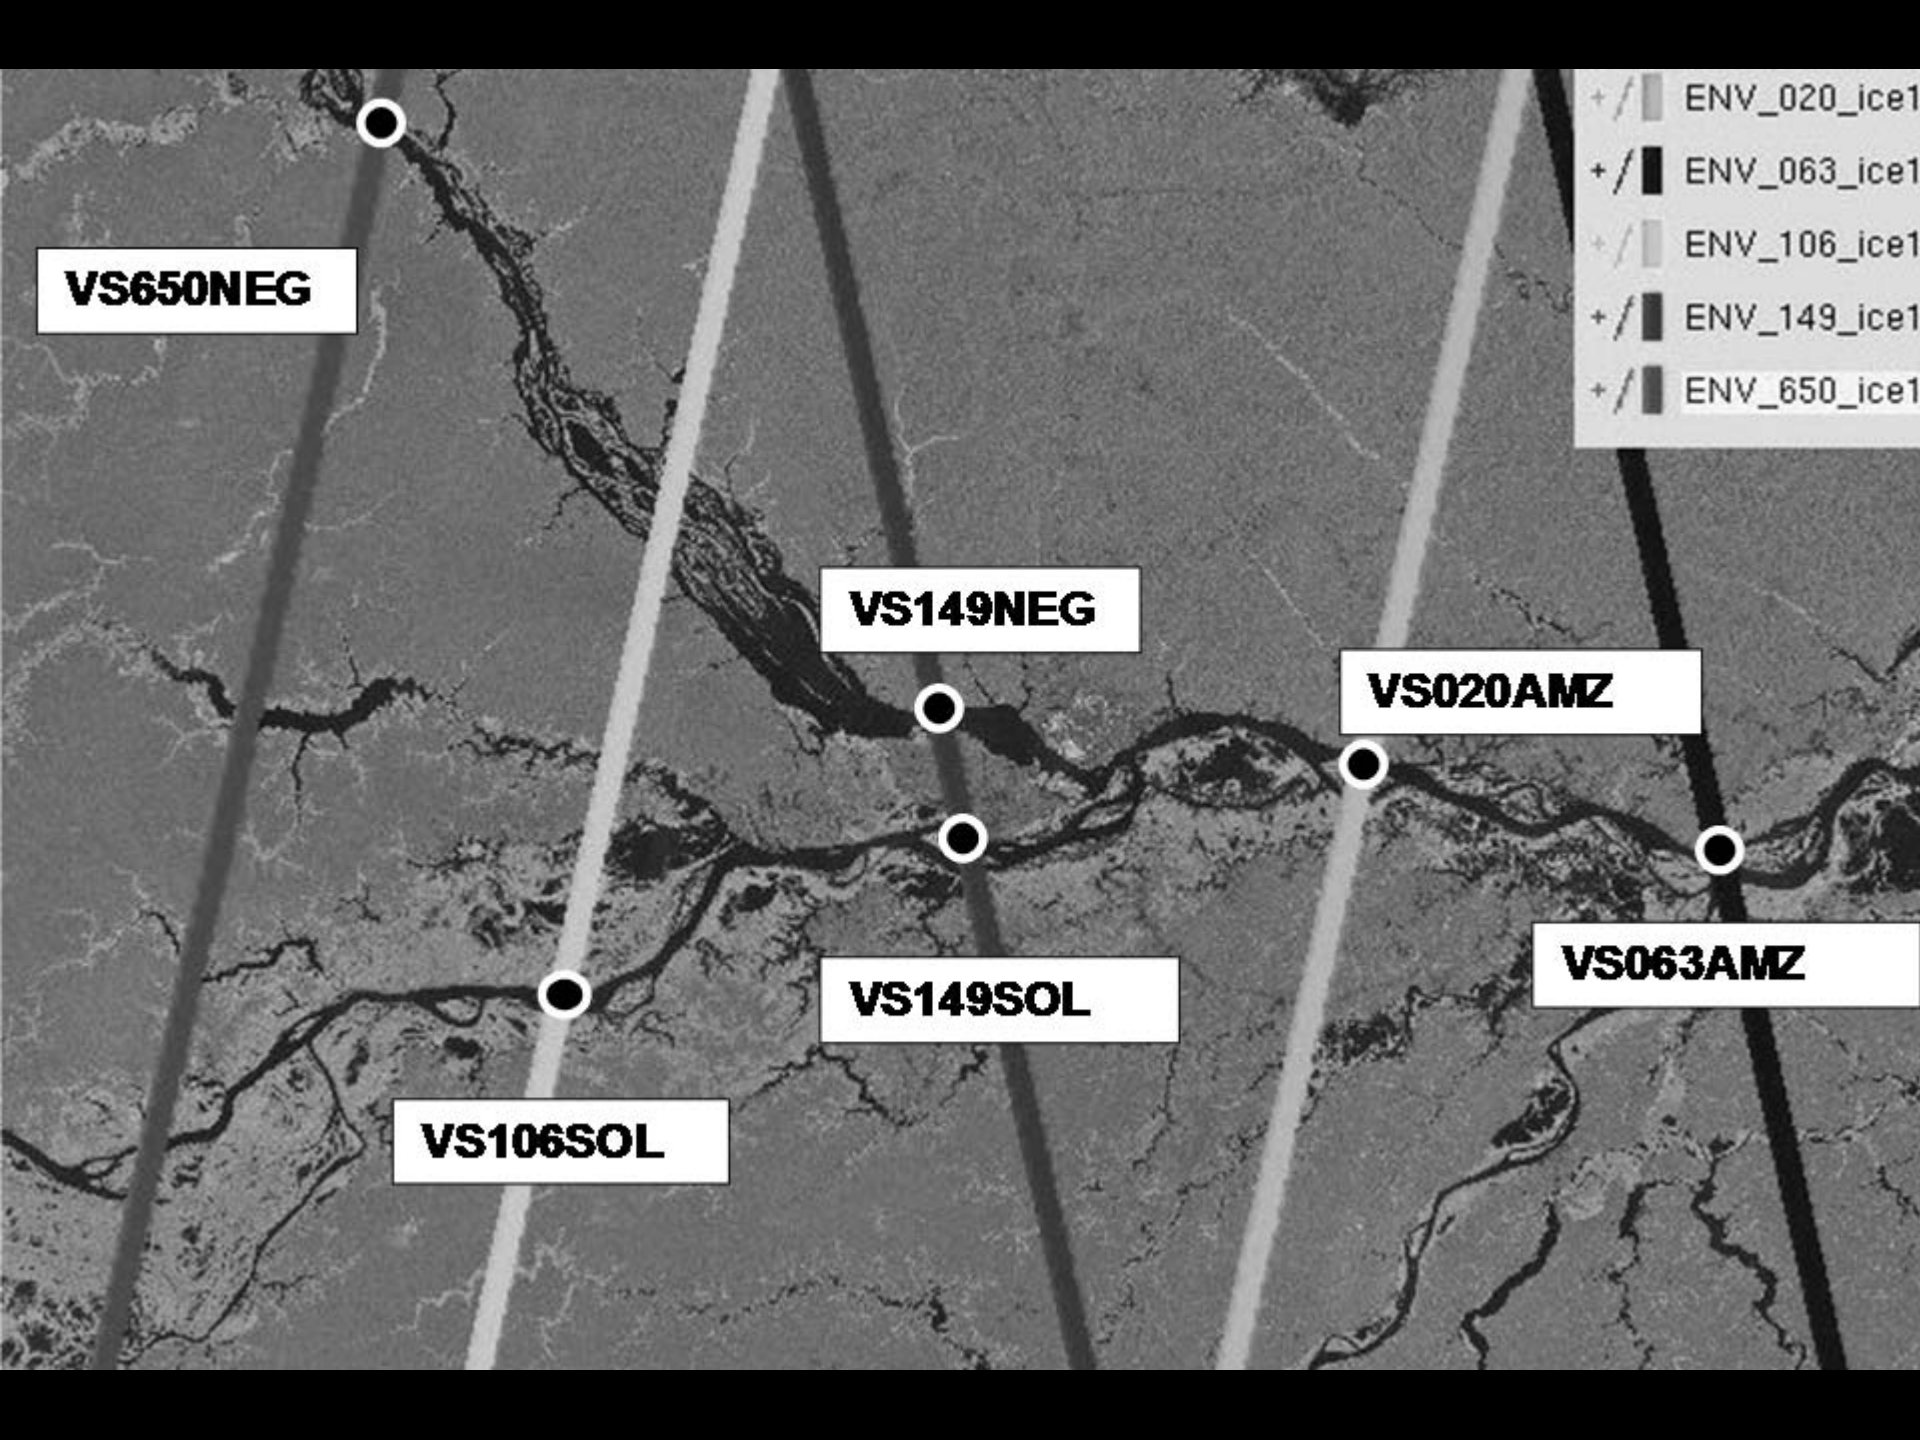 ENV_020_ice1
ENV_063_ice1
ENV_106_ice1
ENV_149_ice1
ENV_650_ice1
VS650NEG
VS149NEG
VS020AMZ
VS063AMZ
VS149SOL
VS106SOL